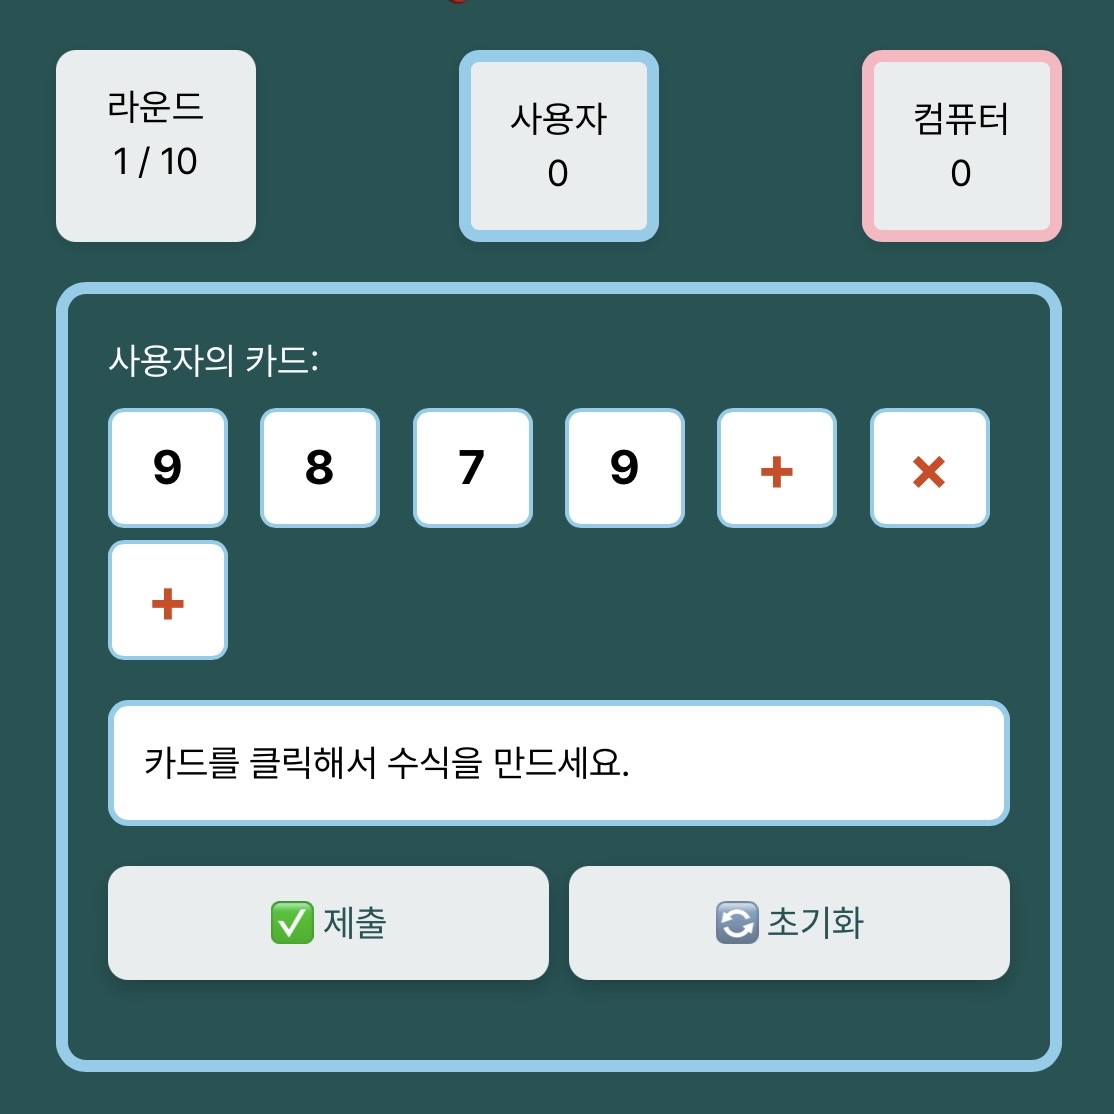 라운드
1 / 10
사용자
0
컴퓨터
0
사용자의 카드:
9 8 7 9 + ×
+
카드를 클릭해서 수식을 만드세요.
✅ 제출
🔄 초기화